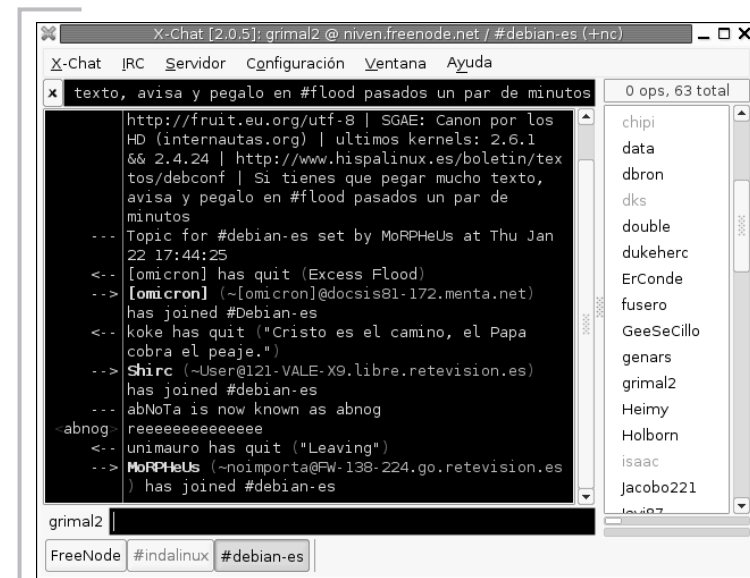 X-Chat [2.0.5]: grimal2 @ niven.freenode.net / #debian-es (+nc)
X-Chat IRC Servidor Configuración Ventana Ayuda
x texto, avisa y pegalo en #flood pasados un par de minutos
0 ops, 63 total
http://fruit.eu.org/utf-8 | SGAE: Canon por los
HD (internautas.org) | ultimos kernels: 2.6.1
&& 2.4.24 | http://www.hispalinux.es/boletin/tex
tos/debconf | Si tienes que pegar mucho texto,
avisa y pegalo en #flood pasados un par de
minutos
--- Topic for #debian-es set by MoRPHeUs at Thu Jan
22 17:44:25
<-- [omicron] has quit (Excess Flood)
--> [omicron] (~[omicron]@docsis81-172.menta.net)
has joined #Debian-es
<-- koke has quit ("Cristo es el camino, el Papa
cobra el peaje.")
--> Shirc (~User@121-VALE-X9.libre.retevision.es)
has joined #debian-es
--- abNoTa is now known as abnog
<abnog> reeeeeeeeeeeeee
<-- unimauro has quit ("Leaving")
--> MoRPHeUs (~noimporta@FW-138-224.go.retevision.es
) has joined #debian-es
chipi
data
dbron
dks
double
dukeherc
ErConde
fusero
GeeSeCillo
genars
grimal2
Heimy
Holborn
isaac
Jacobo221
grimal2
FreeNode #indalinux #debian-es